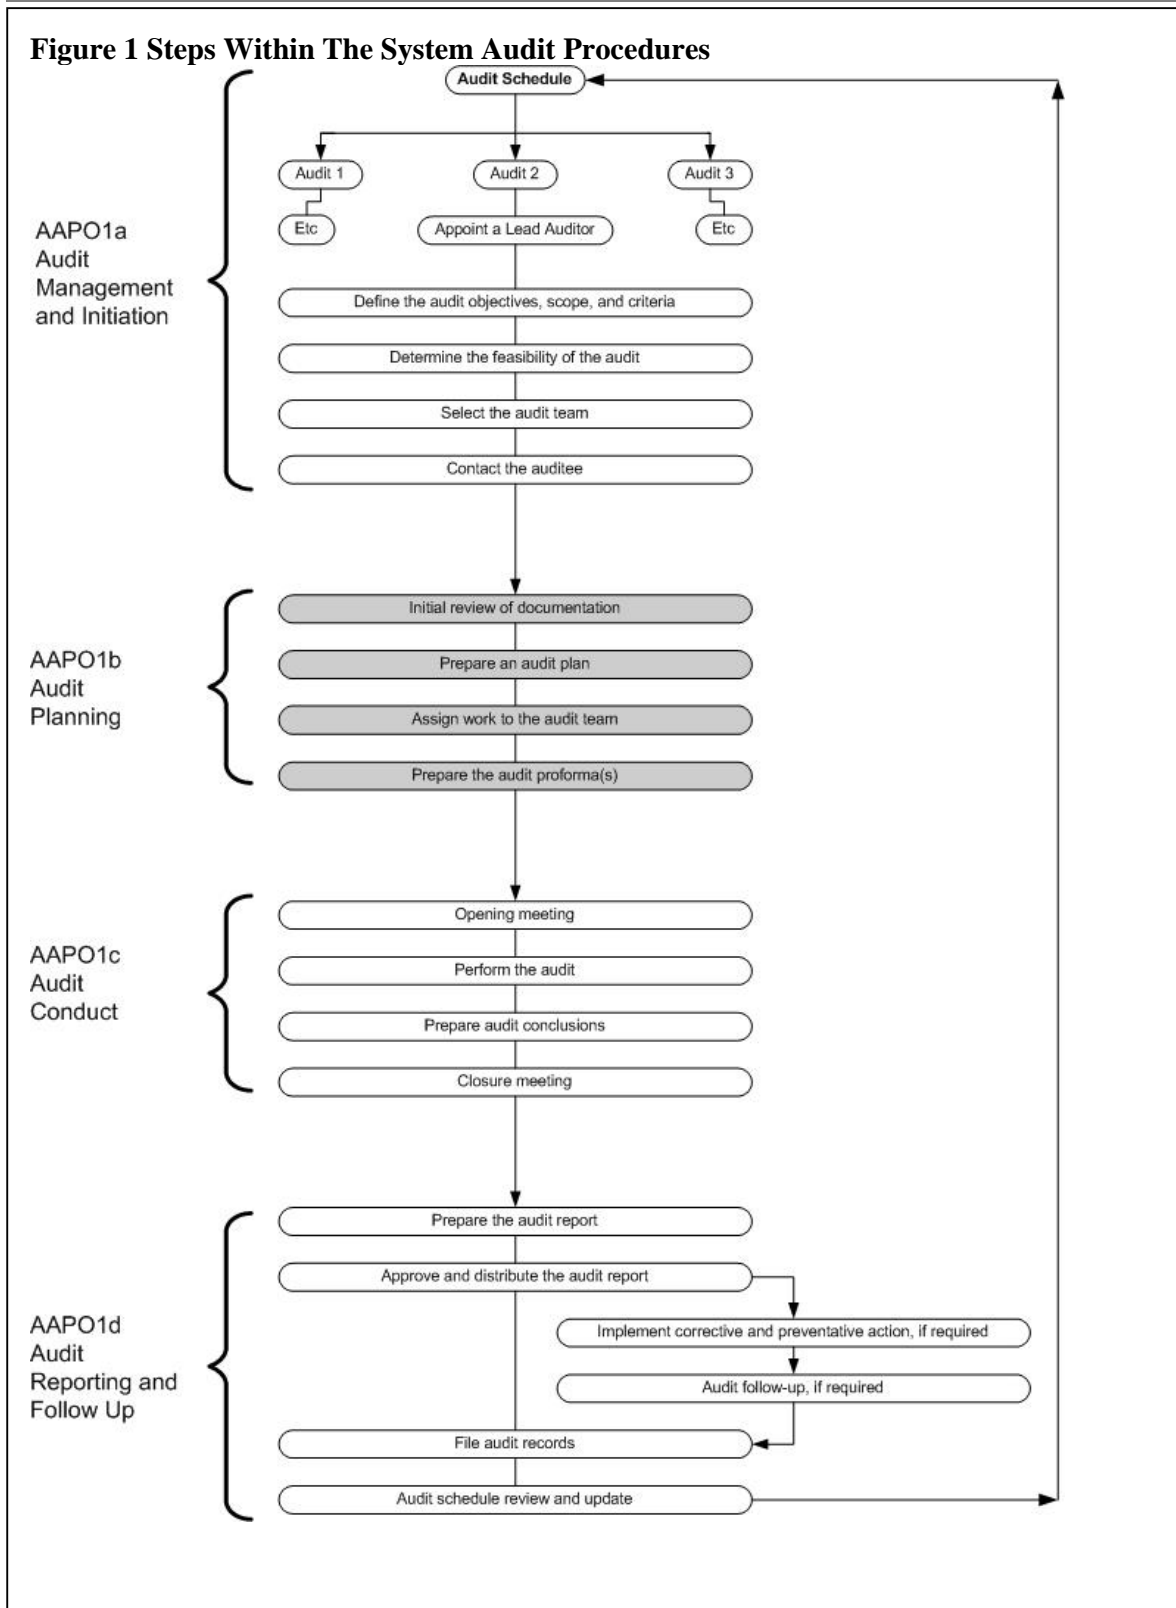 Figure 1 Steps Within The System Audit Procedures
Audit Schedule
Audit 1
Audit 2
Audit 3
Etc
Appoint a Lead Auditor
Etc
AAPO1a
Audit
Management
and Initiation
Define the audit objectives, scope, and criteria
Determine the feasibility of the audit
Select the audit team
Contact the auditee
AAPO1b
Audit
Planning
Initial review of documentation
Prepare an audit plan
Assign work to the audit team
Prepare the audit proforma(s)
AAPO1c
Audit
Conduct
Opening meeting
Perform the audit
Prepare audit conclusions
Closure meeting
AAPO1d
Audit
Reporting and
Follow Up
Prepare the audit report
Approve and distribute the audit report
Implement corrective and preventative action, if required
Audit follow-up, if required
File audit records
Audit schedule review and update